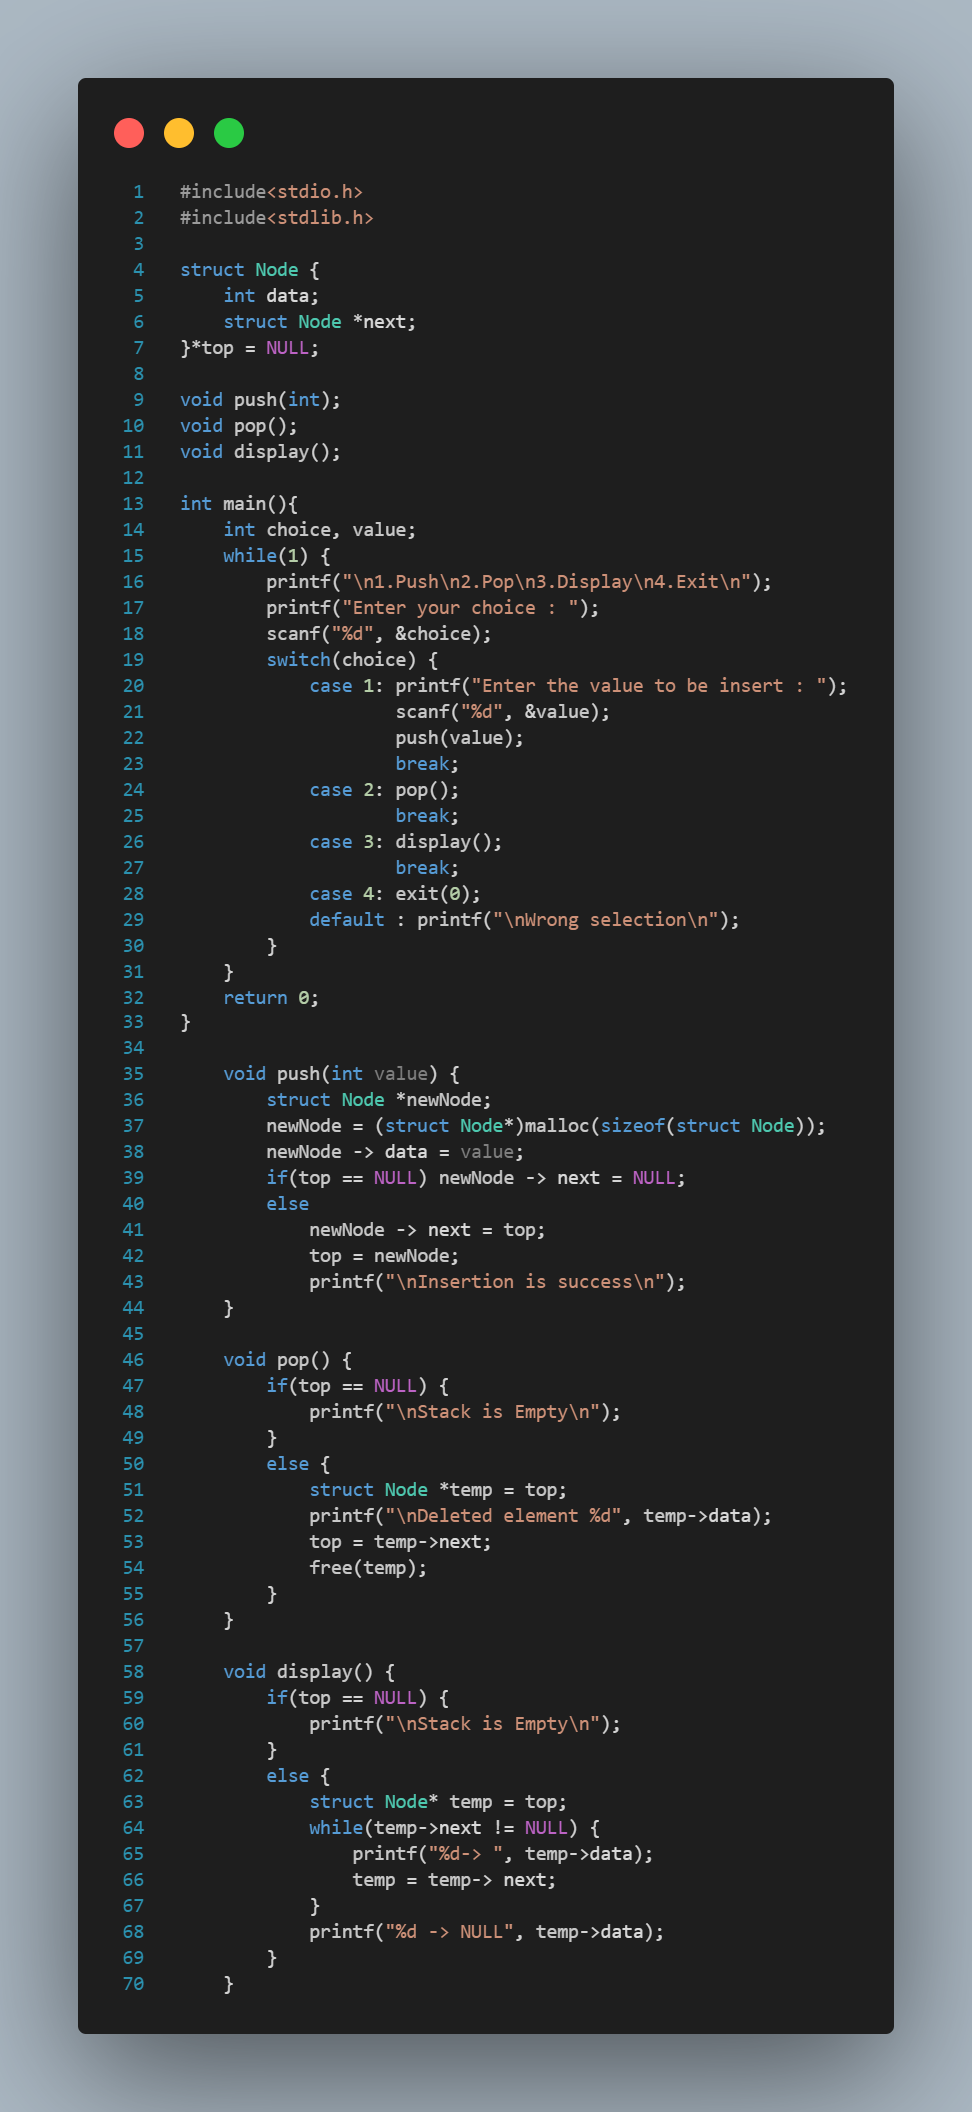 1 #include<stdio.h>
2 #include<stdlib.h>
3
4 struct Node {
5     int data;
6     struct Node *next;
7 }*top = NULL;
8
9 void push(int);
10 void pop();
11 void display();
12
13 int main(){
14     int choice, value;
15     while(1) {
16         printf("\n1.Push\n2.Pop\n3.Display\n4.Exit\n");
17         printf("Enter your choice : ");
18         scanf("%d", &choice);
19         switch(choice) {
20             case 1: printf("Enter the value to be insert : ");
21                     scanf("%d", &value);
22                     push(value);
23                     break;
24             case 2: pop();
25                     break;
26             case 3: display();
27                     break;
28             case 4: exit(0);
29             default : printf("\nWrong selection\n");
30         }
31     }
32     return 0;
33 }
34
35     void push(int value) {
36         struct Node *newNode;
37         newNode = (struct Node*)malloc(sizeof(struct Node));
38         newNode -> data = value;
39         if(top == NULL) newNode -> next = NULL;
40         else
41             newNode -> next = top;
42             top = newNode;
43             printf("\nInsertion is success\n");
44     }
45
46     void pop() {
47         if(top == NULL) {
48             printf("\nStack is Empty\n");
49         }
50         else {
51             struct Node *temp = top;
52             printf("\nDeleted element %d", temp->data);
53             top = temp->next;
54             free(temp);
55         }
56     }
57
58     void display() {
59         if(top == NULL) {
60             printf("\nStack is Empty\n");
61         }
62         else {
63             struct Node* temp = top;
64             while(temp->next != NULL) {
65                 printf("%d-> ", temp->data);
66                 temp = temp-> next;
67             }
68             printf("%d -> NULL", temp->data);
69         }
70     }